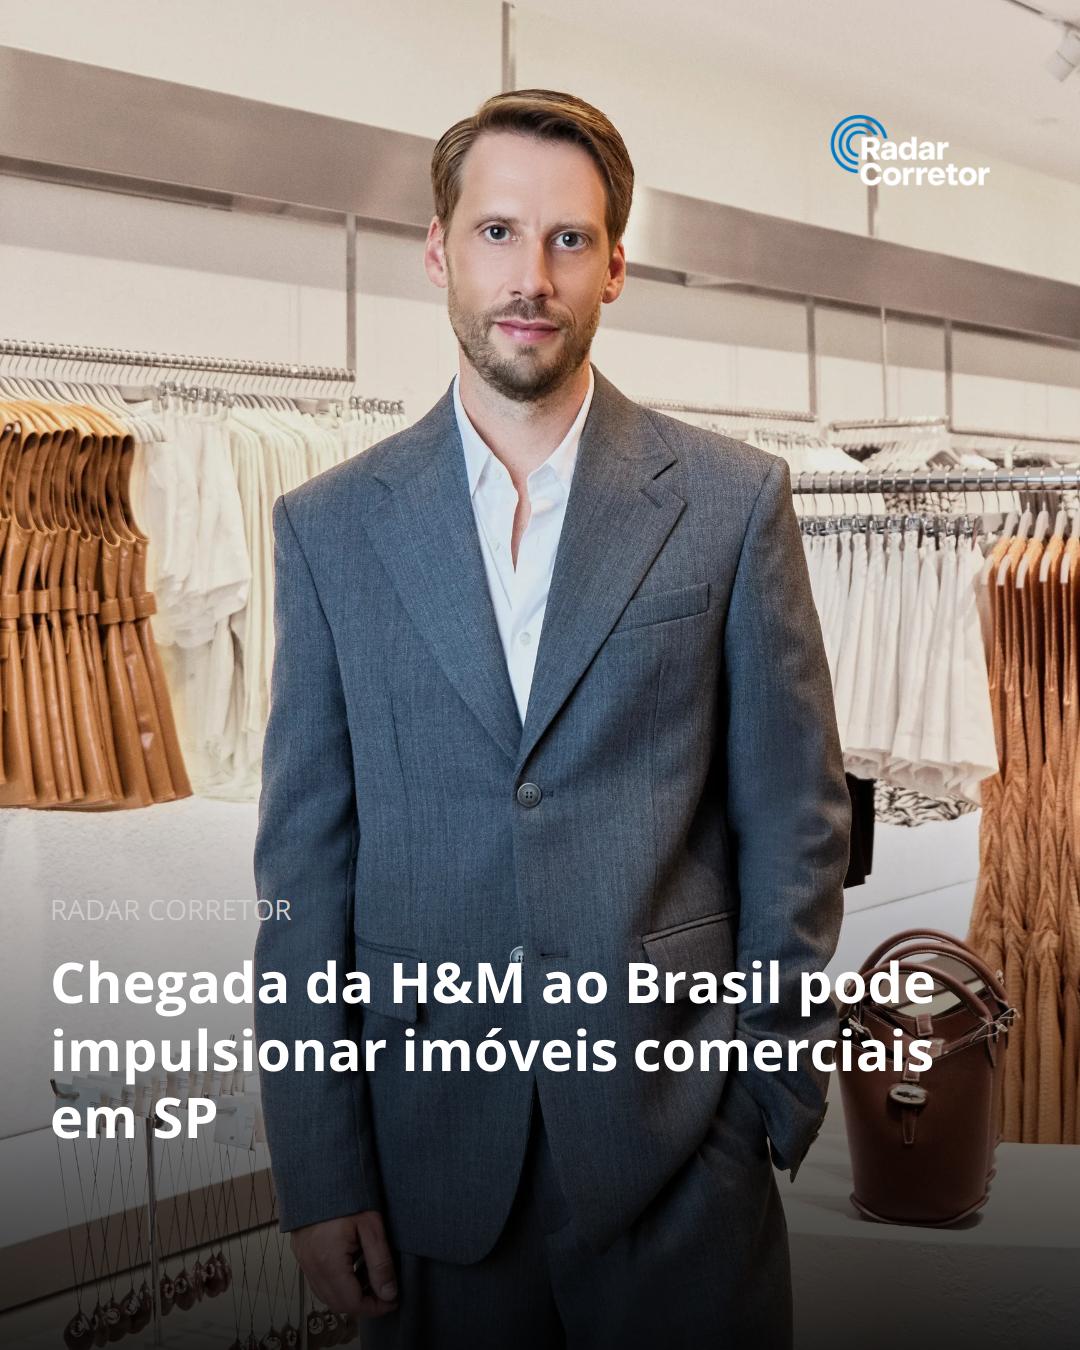 Radar
Corretor
RADAR CORRETOR
Chegada da H&M ao Brasil pode
impulsionar imóveis comerciais
em SP